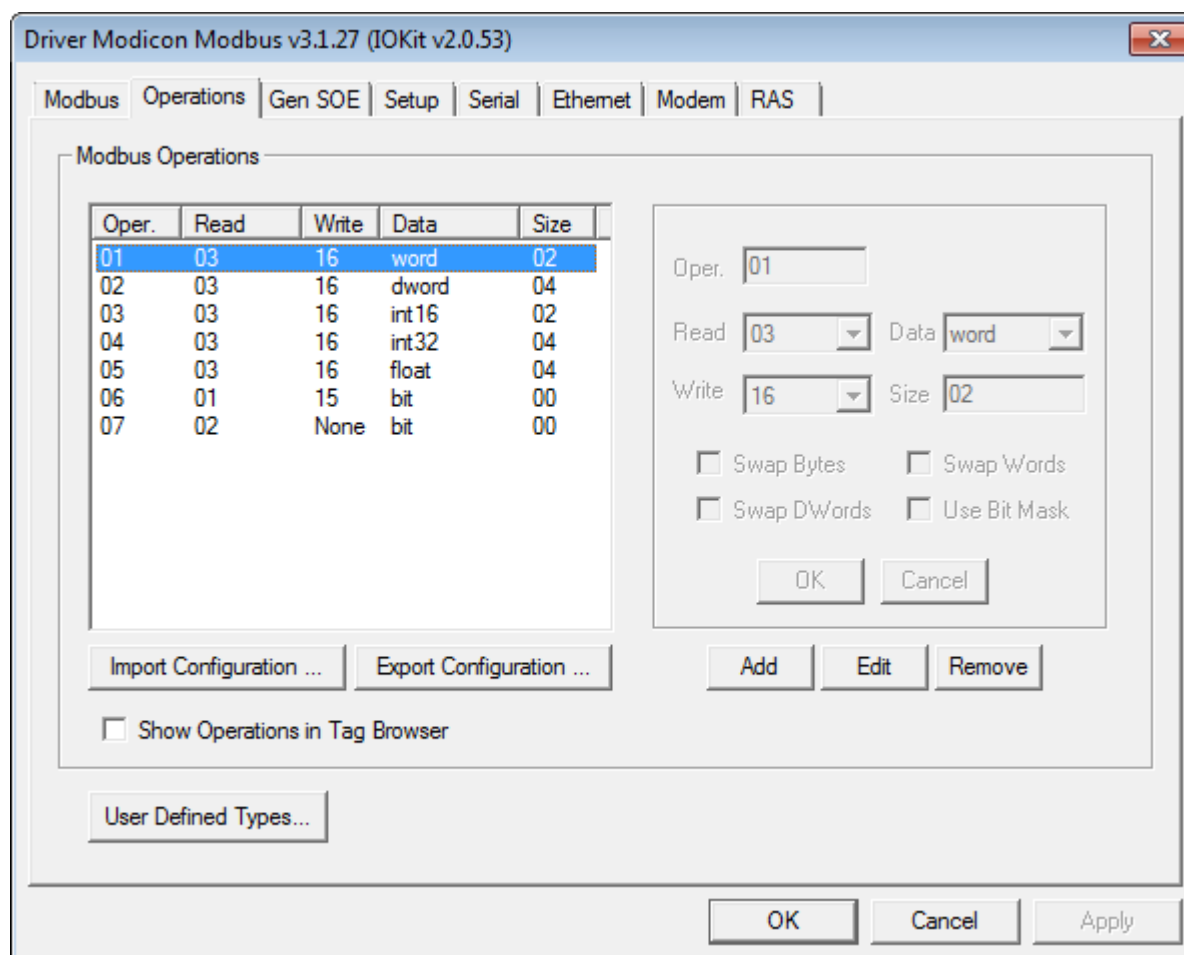 Driver Modicon Modbus v3.1.27 (IOKit v2.0.53)
Modbus Operations Gen SOE Setup Serial Ethernet Modem RAS
Modbus Operations
Oper. Read Write Data Size
01 03 16 word 02
02 03 16 dword 04
03 03 16 int16 02
04 03 16 int32 04
05 03 16 float 04
06 01 15 bit 00
07 02 None bit 00
Oper. 01
Read 03 Data word
Write 16 Size 02
Swap Bytes Swap Words
Swap DWords Use Bit Mask
OK Cancel
Import Configuration ... Export Configuration ... Add Edit Remove
Show Operations in Tag Browser
User Defined Types...
OK Cancel Apply